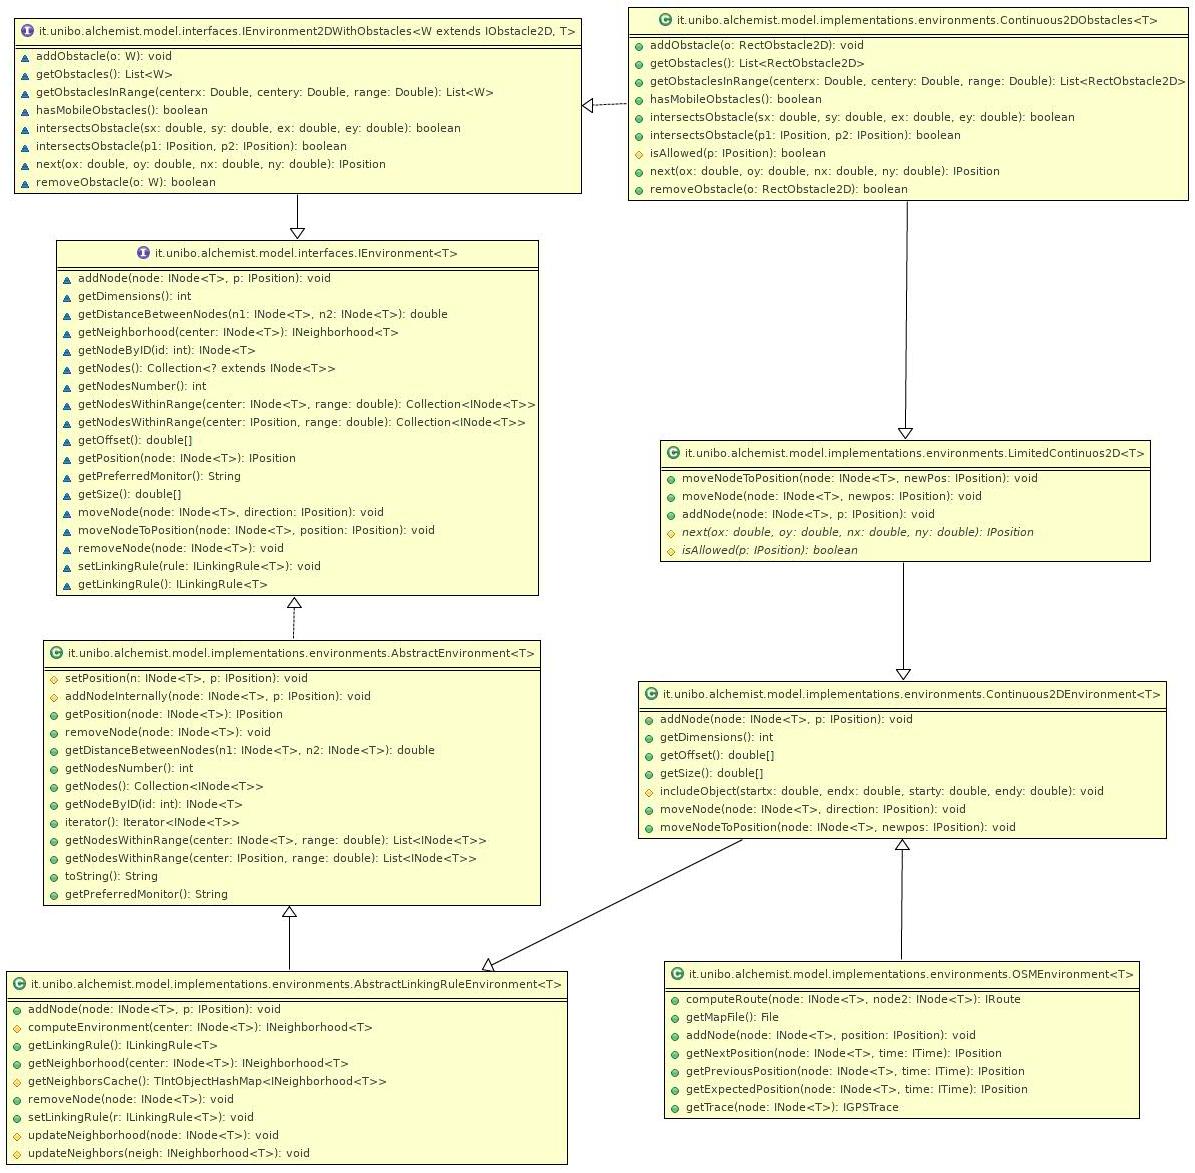 I it.unibo.alchemist.model.interfaces.IEnvironment2DWithObstacles<W extends IObstacle2D, T>
addObstacle(o: W): void
getObstacles(): List<W>
getObstaclesInRange(centerx: Double, centery: Double, range: Double): List<W>
hasMobileObstacles(): boolean
intersectsObstacle(sx: double, sy: double, ex: double, ey: double): boolean
intersectsObstacle(p1: IPosition, p2: IPosition): boolean
next(ox: double, oy: double, nx: double, ny: double): IPosition
removeObstacle(o: W): boolean
C it.unibo.alchemist.model.implementations.environments.Continuous2DObstacles<T>
addObstacle(o: RectObstacle2D): void
getObstacles(): List<RectObstacle2D>
getObstaclesInRange(centerx: Double, centery: Double, range: Double): List<RectObstacle2D>
hasMobileObstacles(): boolean
intersectsObstacle(sx: double, sy: double, ex: double, ey: double): boolean
intersectsObstacle(p1: IPosition, p2: IPosition): boolean
isAllowed(p: IPosition): boolean
next(ox: double, oy: double, nx: double, ny: double): IPosition
removeObstacle(o: RectObstacle2D): boolean
I it.unibo.alchemist.model.interfaces.IEnvironment<T>
addNode(node: INode<T>, p: IPosition): void
getDimensions(): int
getDistanceBetweenNodes(n1: INode<T>, n2: INode<T>): double
getNeighborhood(center: INode<T>): INeighborhood<T>
getNodeByID(id: int): INode<T>
getNodes(): Collection<? extends INode<T>>
getNodesNumber(): int
getNodesWithinRange(center: INode<T>, range: double): Collection<INode<T>>
getNodesWithinRange(center: IPosition, range: double): Collection<INode<T>>
getOffset(): double[]
getPosition(node: INode<T>): IPosition
getPreferredMonitor(): String
getSize(): double[]
moveNode(node: INode<T>, direction: IPosition): void
moveNodeToPosition(node: INode<T>, position: IPosition): void
removeNode(node: INode<T>): void
setLinkingRule(rule: ILinkingRule<T>): void
getLinkingRule(): ILinkingRule<T>
C it.unibo.alchemist.model.implementations.environments.LimitedContinuos2D<T>
moveNodeToPosition(node: INode<T>, newPos: IPosition): void
moveNode(node: INode<T>, newpos: IPosition): void
addNode(node: INode<T>, p: IPosition): void
next(ox: double, oy: double, nx: double, ny: double): IPosition
isAllowed(p: IPosition): boolean
C it.unibo.alchemist.model.implementations.environments.AbstractEnvironment<T>
setPosition(n: INode<T>, p: IPosition): void
addNodeInternally(node: INode<T>, p: IPosition): void
getPosition(node: INode<T>): IPosition
removeNode(node: INode<T>): void
getDistanceBetweenNodes(n1: INode<T>, n2: INode<T>): double
getNodesNumber(): int
getNodes(): Collection<INode<T>>
getNodeByID(id: int): INode<T>
iterator(): Iterator<INode<T>>
getNodesWithinRange(center: INode<T>, range: double): List<INode<T>>
getNodesWithinRange(center: IPosition, range: double): List<INode<T>>
toString(): String
getPreferredMonitor(): String
C it.unibo.alchemist.model.implementations.environments.Continuous2DEnvironment<T>
addNode(node: INode<T>, p: IPosition): void
getDimensions(): int
getOffset(): double[]
getSize(): double[]
includeObject(startx: double, endx: double, starty: double, endy: double): void
moveNode(node: INode<T>, direction: IPosition): void
moveNodeToPosition(node: INode<T>, newpos: IPosition): void
C it.unibo.alchemist.model.implementations.environments.AbstractLinkingRuleEnvironment<T>
addNode(node: INode<T>, p: IPosition): void
computeEnvironment(center: INode<T>): INeighborhood<T>
getLinkingRule(): ILinkingRule<T>
getNeighborhood(center: INode<T>): INeighborhood<T>
getNeighborsCache(): TIntObjectHashMap<INeighborhood<T>>
removeNode(node: INode<T>): void
setLinkingRule(r: ILinkingRule<T>): void
updateNeighborhood(node: INode<T>): void
updateNeighbors(neigh: INeighborhood<T>): void
C it.unibo.alchemist.model.implementations.environments.OSMEnvironment<T>
computeRoute(node: INode<T>, node2: INode<T>): IRoute
getMapFile(): File
addNode(node: INode<T>, position: IPosition): void
getNextPosition(node: INode<T>, time: ITime): IPosition
getPreviousPosition(node: INode<T>, time: ITime): IPosition
getExpectedPosition(node: INode<T>, time: ITime): IPosition
getTrace(node: INode<T>): IGPSTrace